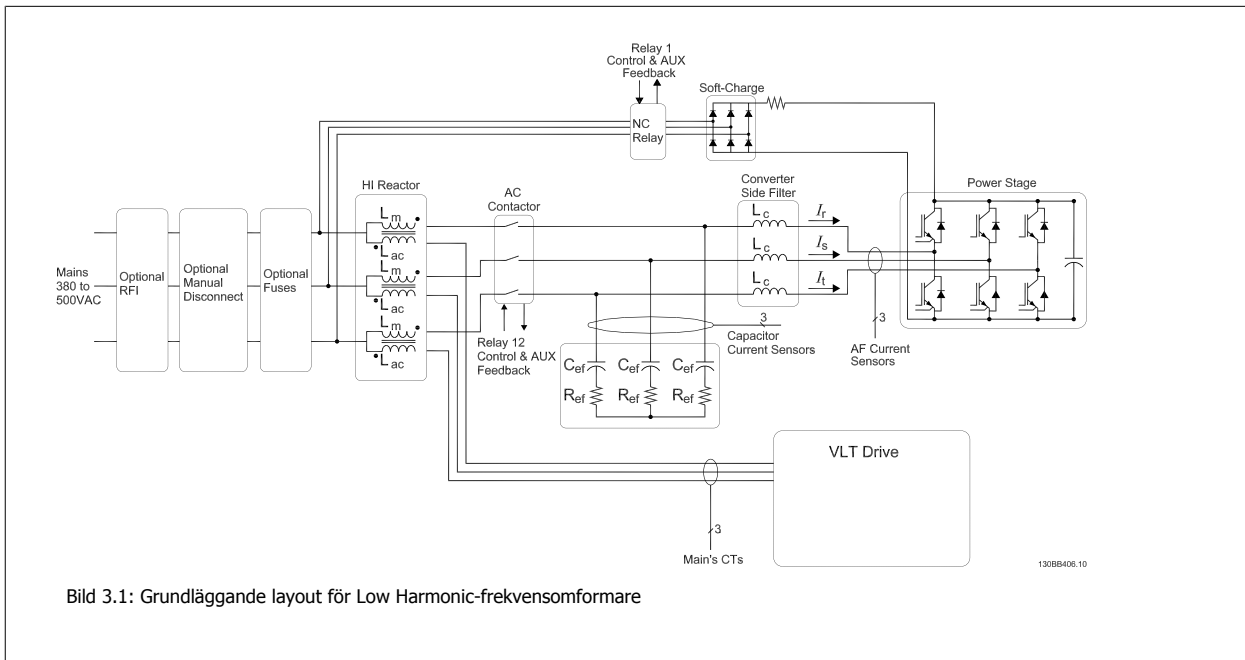 Relay 1
Control & AUX
Feedback
Soft-Charge
NC
Relay
HI Reactor
AC
Contactor
Converter
Side Filter
Power Stage
Lm
Lac
Lm
Lac
Lm
Lac
Lc
Ir
Lc
Is
Lc
It
Mains
380 to
500VAC
Optional
RFI
Optional
Manual
Disconnect
Optional
Fuses
Relay 12
Control & AUX
Feedback
3
Capacitor
Current Sensors
3
AF Current
Sensors
Cef Cef Cef
Ref Ref Ref
VLT Drive
3
Main's CTs
130BB406.10
Bild 3.1: Grundläggande layout för Low Harmonic-frekvensomformare